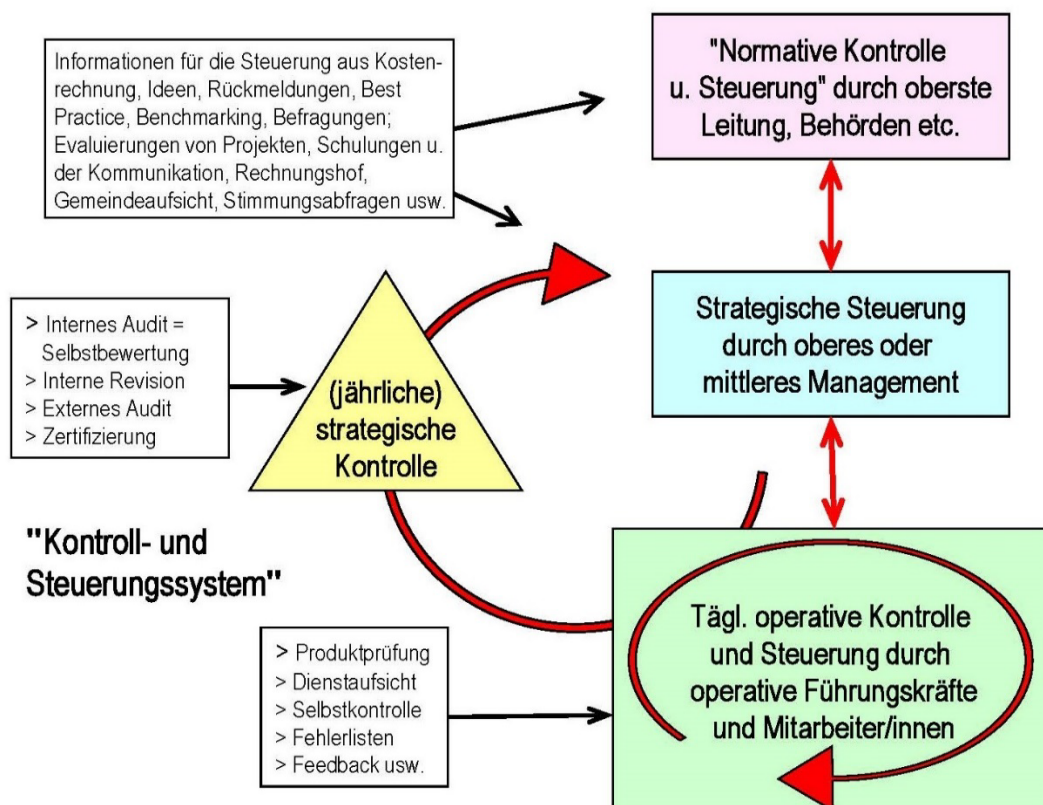 Informationen für die Steuerung aus Kosten-
rechnung, Ideen, Rückmeldungen, Best
Practice, Benchmarking, Befragungen;
Evaluierungen von Projekten, Schulungen u.
der Kommunikation, Rechnungshof,
Gemeindeaufsicht, Stimmungsabfragen usw.
"Normative Kontrolle
u. Steuerung" durch oberste
Leitung, Behörden etc.
> Internes Audit =
Selbstbewertung
> Interne Revision
> Externes Audit
> Zertifizierung
(jährliche)
strategische
Kontrolle
Strategische Steuerung
durch oberes oder
mittleres Management
"Kontroll- und
Steuerungssystem"
> Produktprüfung
> Dienstaufsicht
> Selbstkontrolle
> Fehlerlisten
> Feedback usw.
Tägl. operative Kontrolle
und Steuerung durch
operative Führungskräfte
und Mitarbeiter/innen